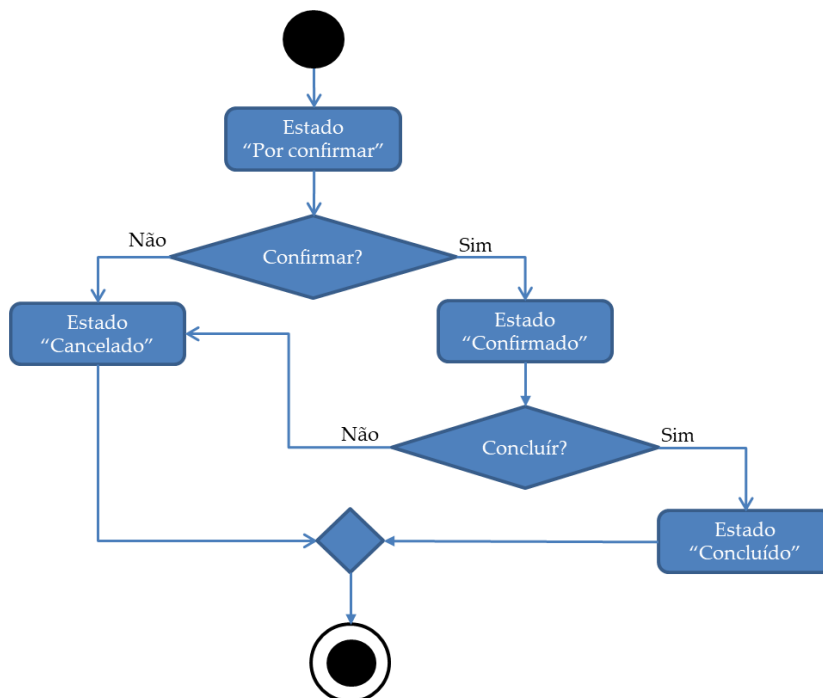 Estado
“Por confirmar”
Não
Confirmar?
Sim
Estado
“Cancelado”
Estado
“Confirmado”
Não
Concluír?
Sim
Estado
“Concluído”